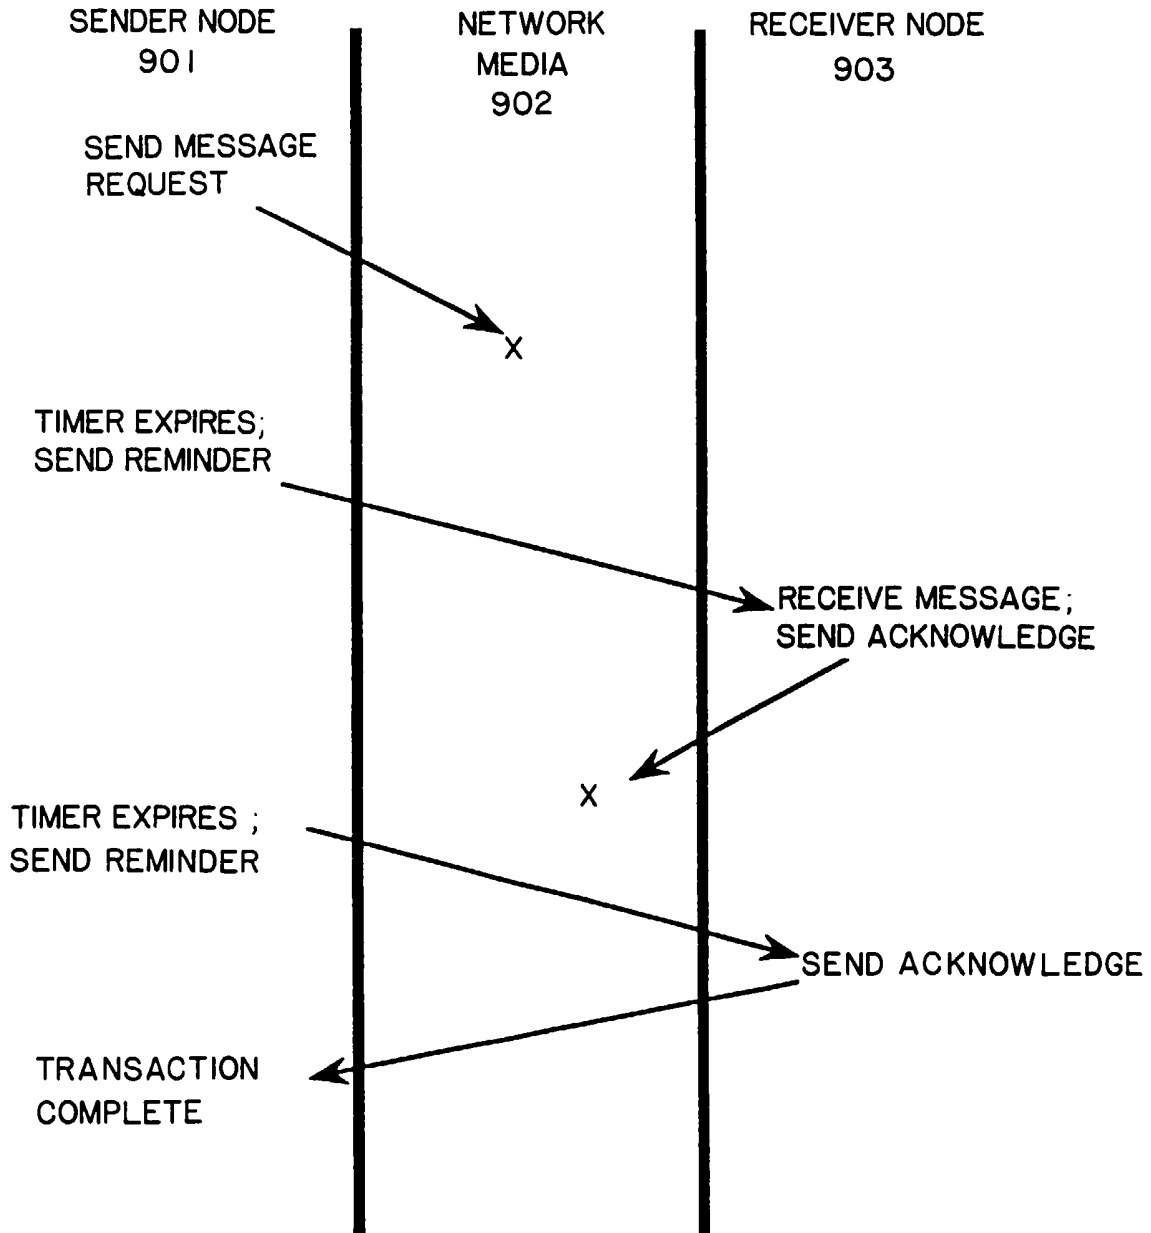 SENDER NODE
901
NETWORK
MEDIA
902
RECEIVER NODE
903
SEND MESSAGE
REQUEST
X
TIMER EXPIRES;
SEND REMINDER
RECEIVE MESSAGE;
SEND ACKNOWLEDGE
X
TIMER EXPIRES ;
SEND REMINDER
SEND ACKNOWLEDGE
TRANSACTION
COMPLETE